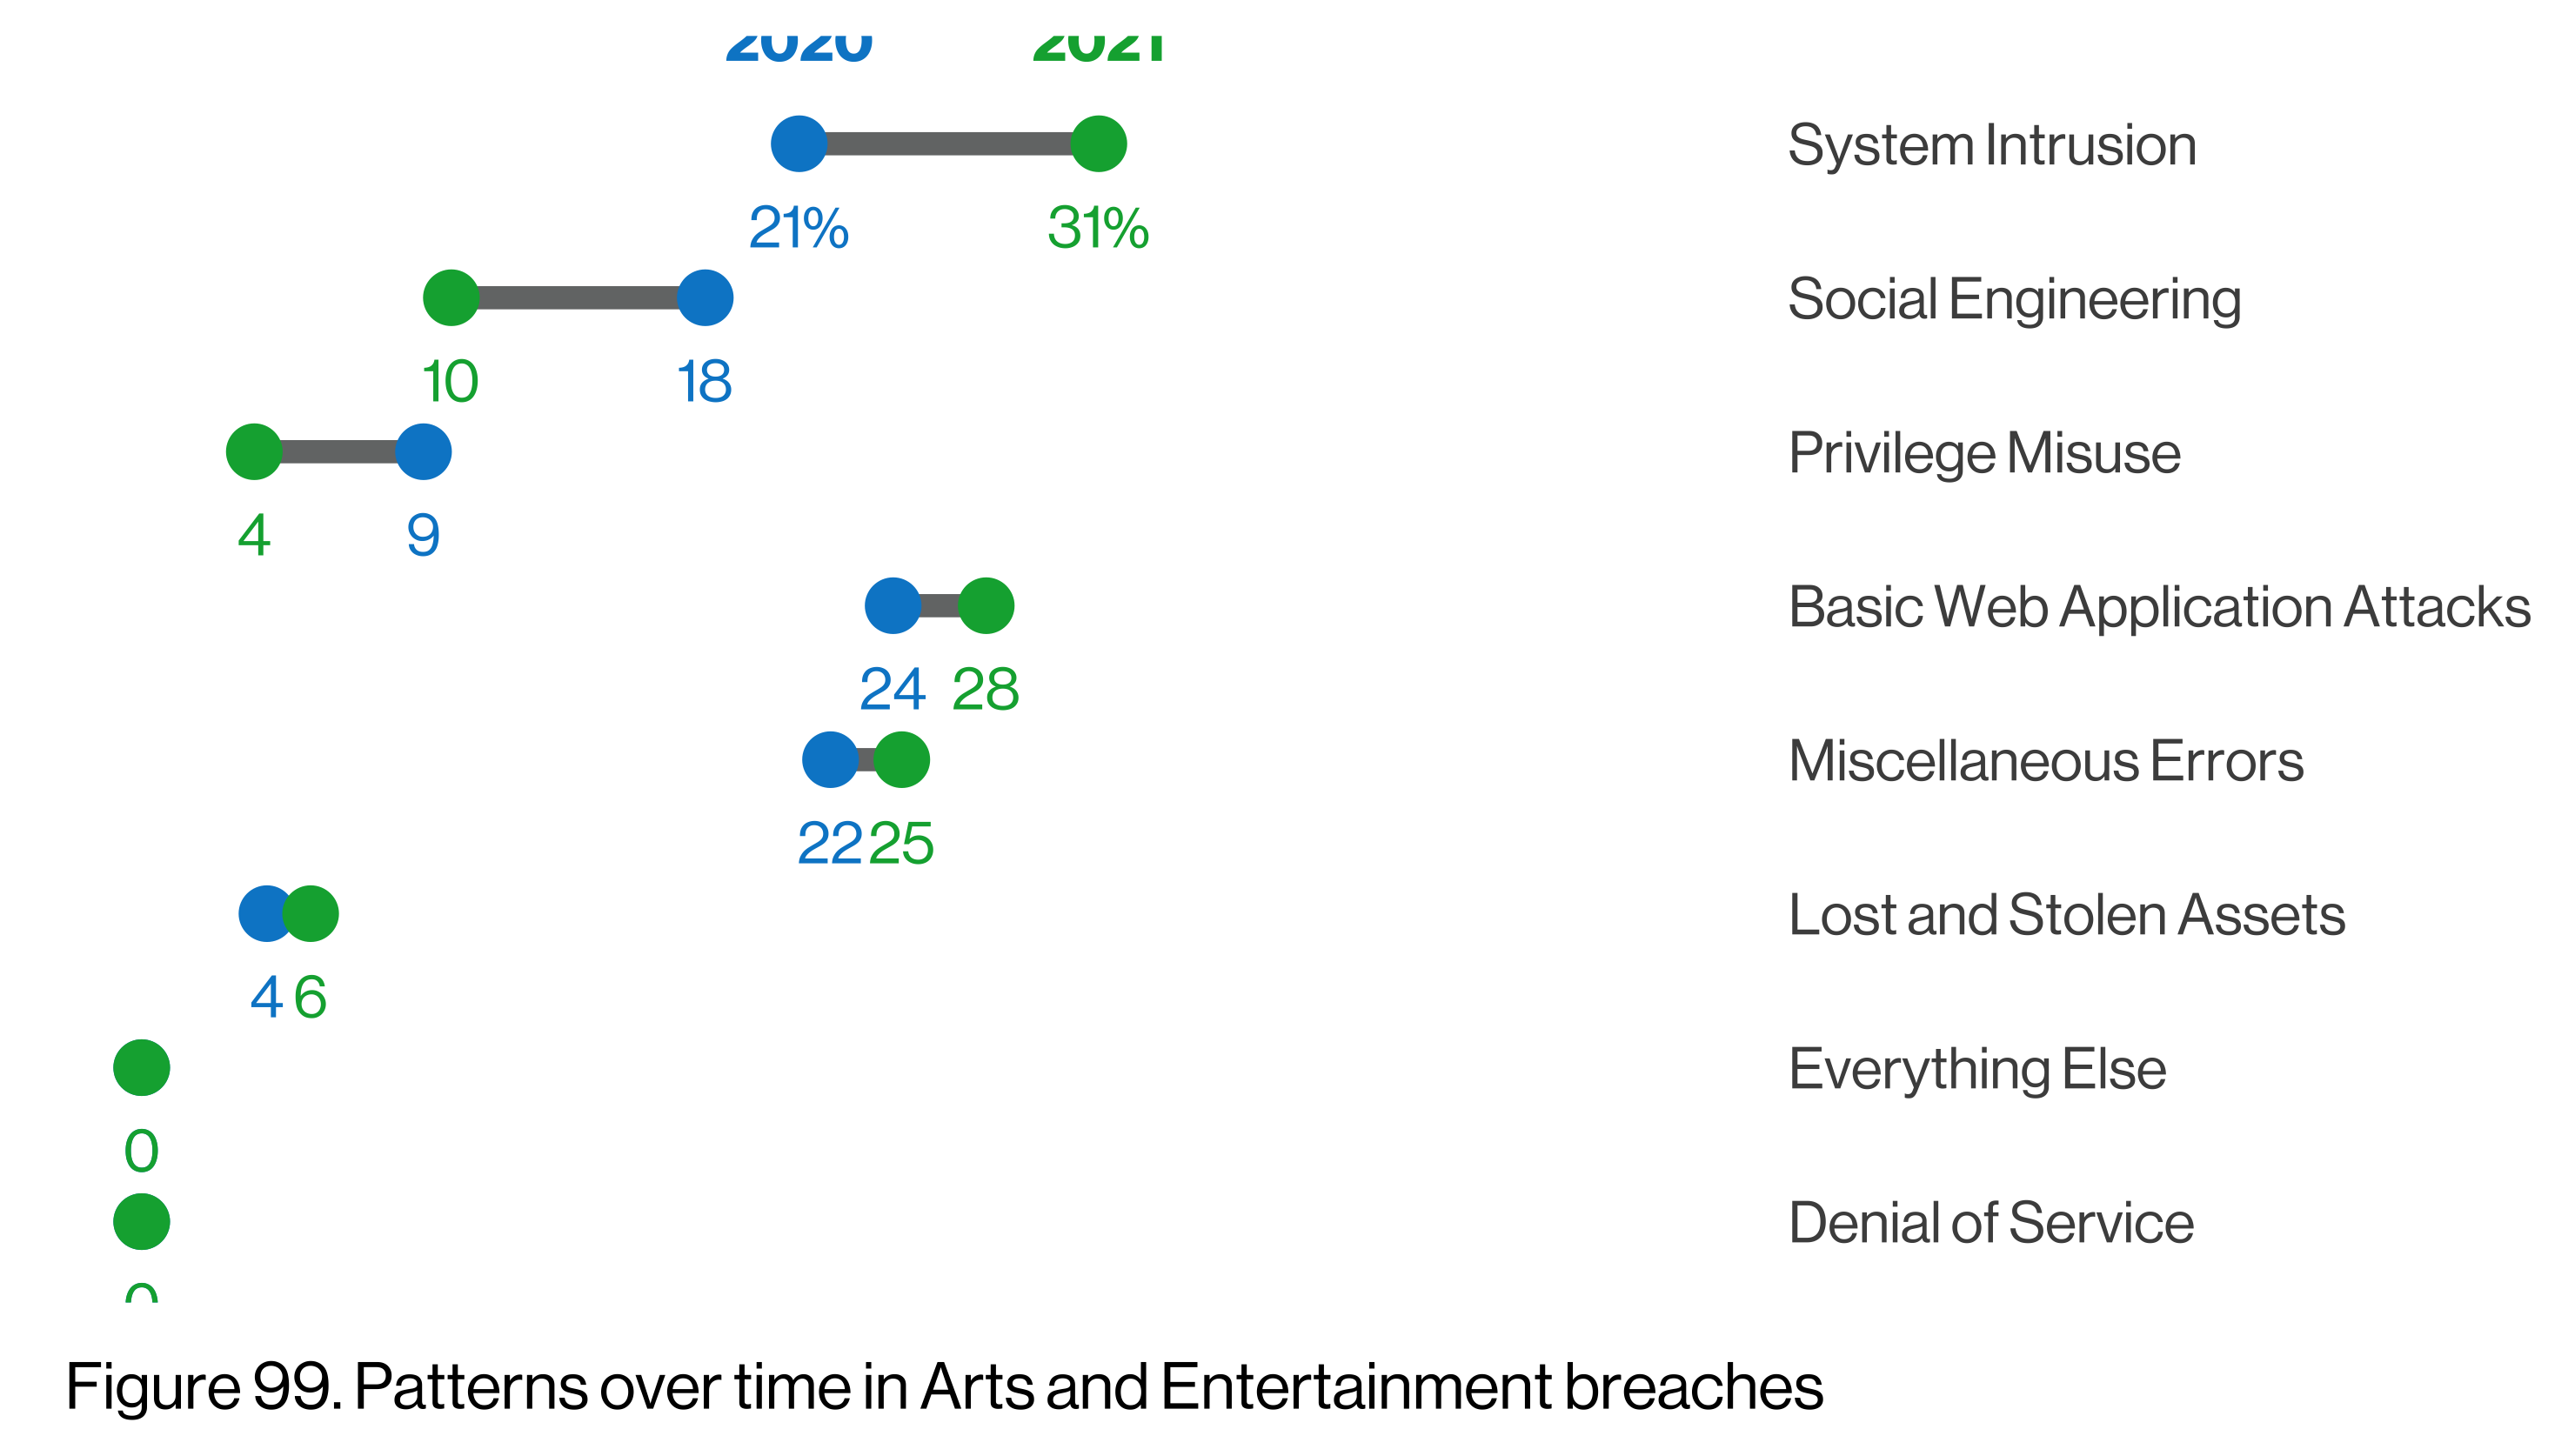 2020 2021
System Intrusion
21% 31%
Social Engineering
10 18
Privilege Misuse
4 9
Basic Web Application Attacks
24 28
Miscellaneous Errors
22 25
Lost and Stolen Assets
4 6
Everything Else
0
Denial of Service
0
Figure 99. Patterns over time in Arts and Entertainment breaches